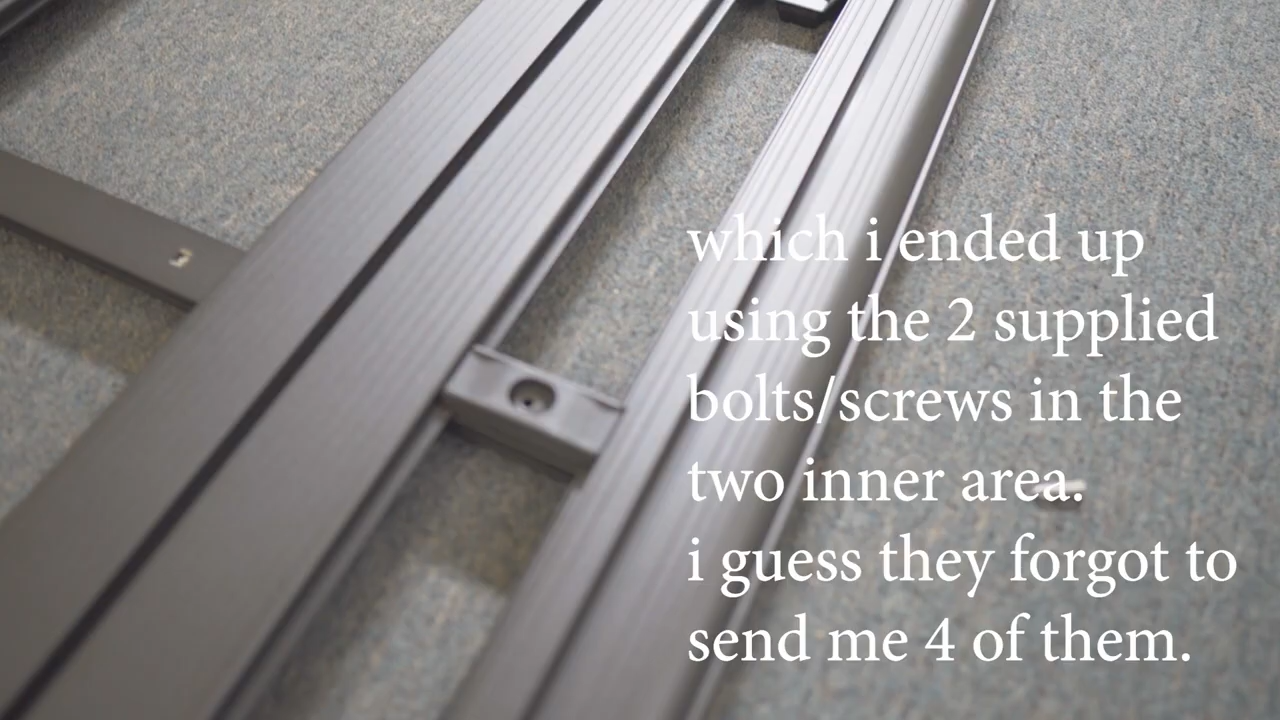 which i ended up
using the 2 supplied
bolts/screws in the
two inner area.
i guess they forgot to
send me 4 of them.